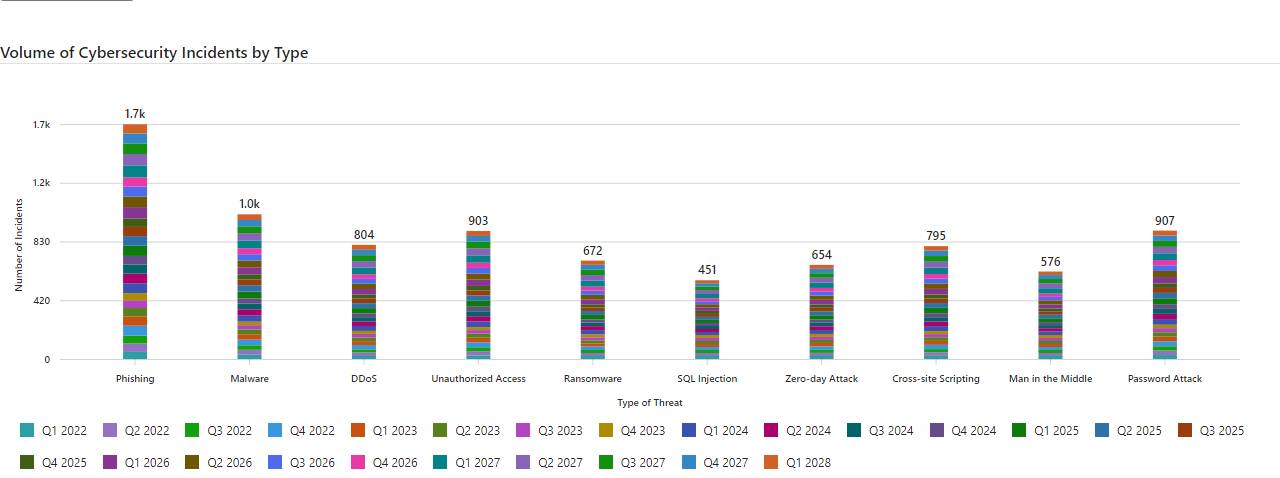 Volume of Cybersecurity Incidents by Type
1.7k
1.7k
1.2k
1.0k
830
804
903
672
451
654
795
576
907
420
0
Number of Incidents
Phishing Malware DDoS Unauthorized Access Ransomware SQL Injection Zero-day Attack Cross-site Scripting Man in the Middle Password Attack
Type of Threat
Q1 2022 Q2 2022 Q3 2022 Q4 2022 Q1 2023 Q2 2023 Q3 2023 Q4 2023 Q1 2024 Q2 2024 Q3 2024 Q4 2024 Q1 2025 Q2 2025 Q3 2025
Q4 2025 Q1 2026 Q2 2026 Q3 2026 Q4 2026 Q1 2027 Q2 2027 Q3 2027 Q4 2027 Q1 2028